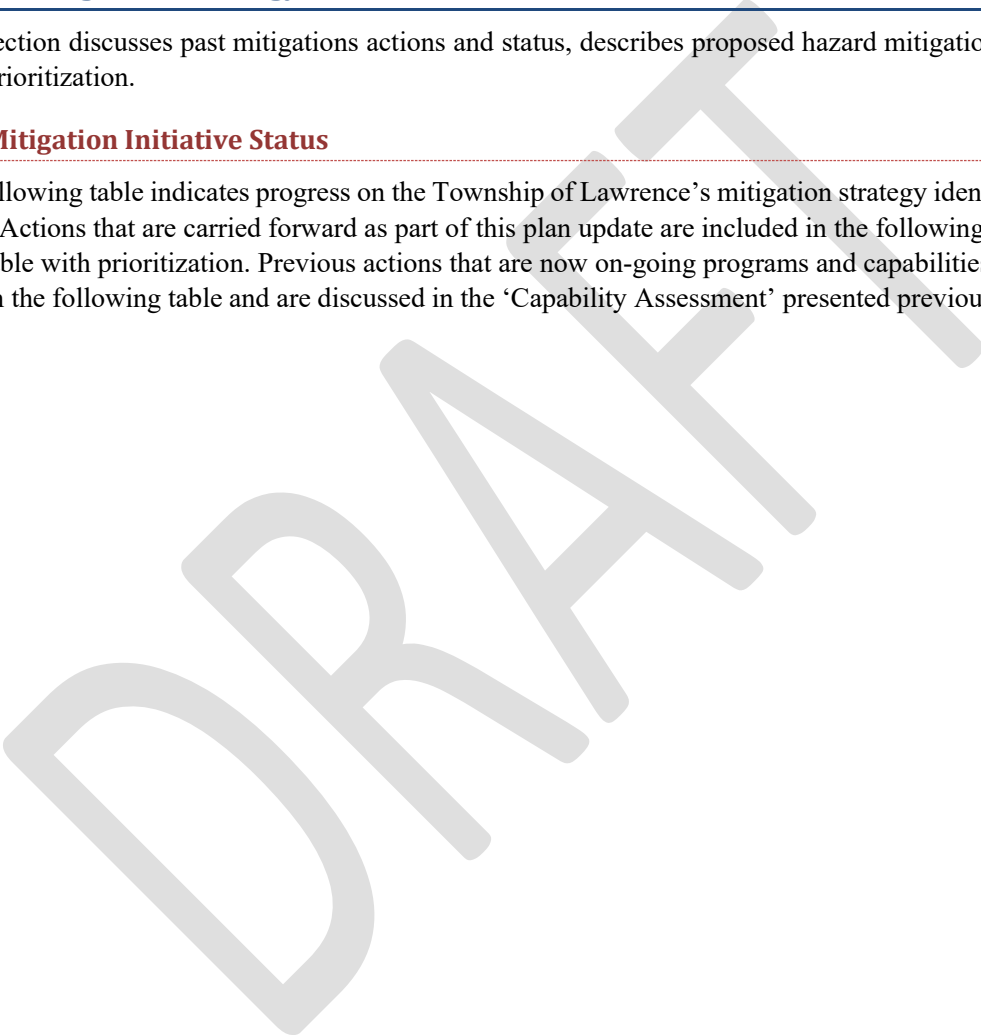 ection discusses past mitigations actions and status, describes proposed hazard mitigatio
rioritization.
Mitigation Initiative Status
ollowing table indicates progress on the Township of Lawrence’s mitigation strategy iden
Actions that are carried forward as part of this plan update are included in the following
ble with prioritization. Previous actions that are now on-going programs and capabilitie
n the following table and are discussed in the ‘Capability Assessment’ presented previou
DRAFT